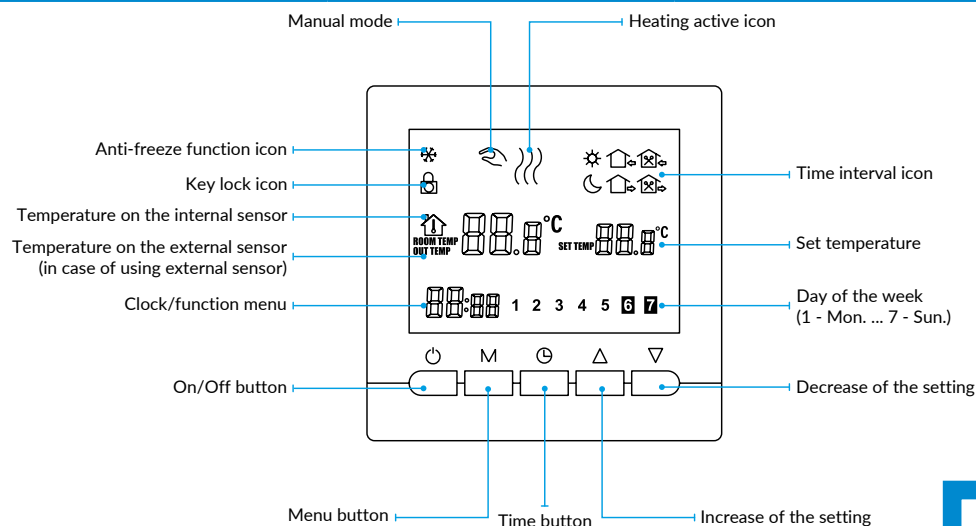 Manual mode
Heating active icon
Anti-freeze function icon
Key lock icon
Time interval icon
Temperature on the internal sensor
ROOM TEMP
OUT TEMP
88.8°C
SET TEMP 88.8°C
Temperature on the external sensor
(in case of using external sensor)
Set temperature
Clock/function menu
88:88 1 2 3 4 5 6 7
Day of the week
(1 - Mon. ... 7 - Sun.)
M
On/Off button
Decrease of the setting
Menu button
Time button
Increase of the setting